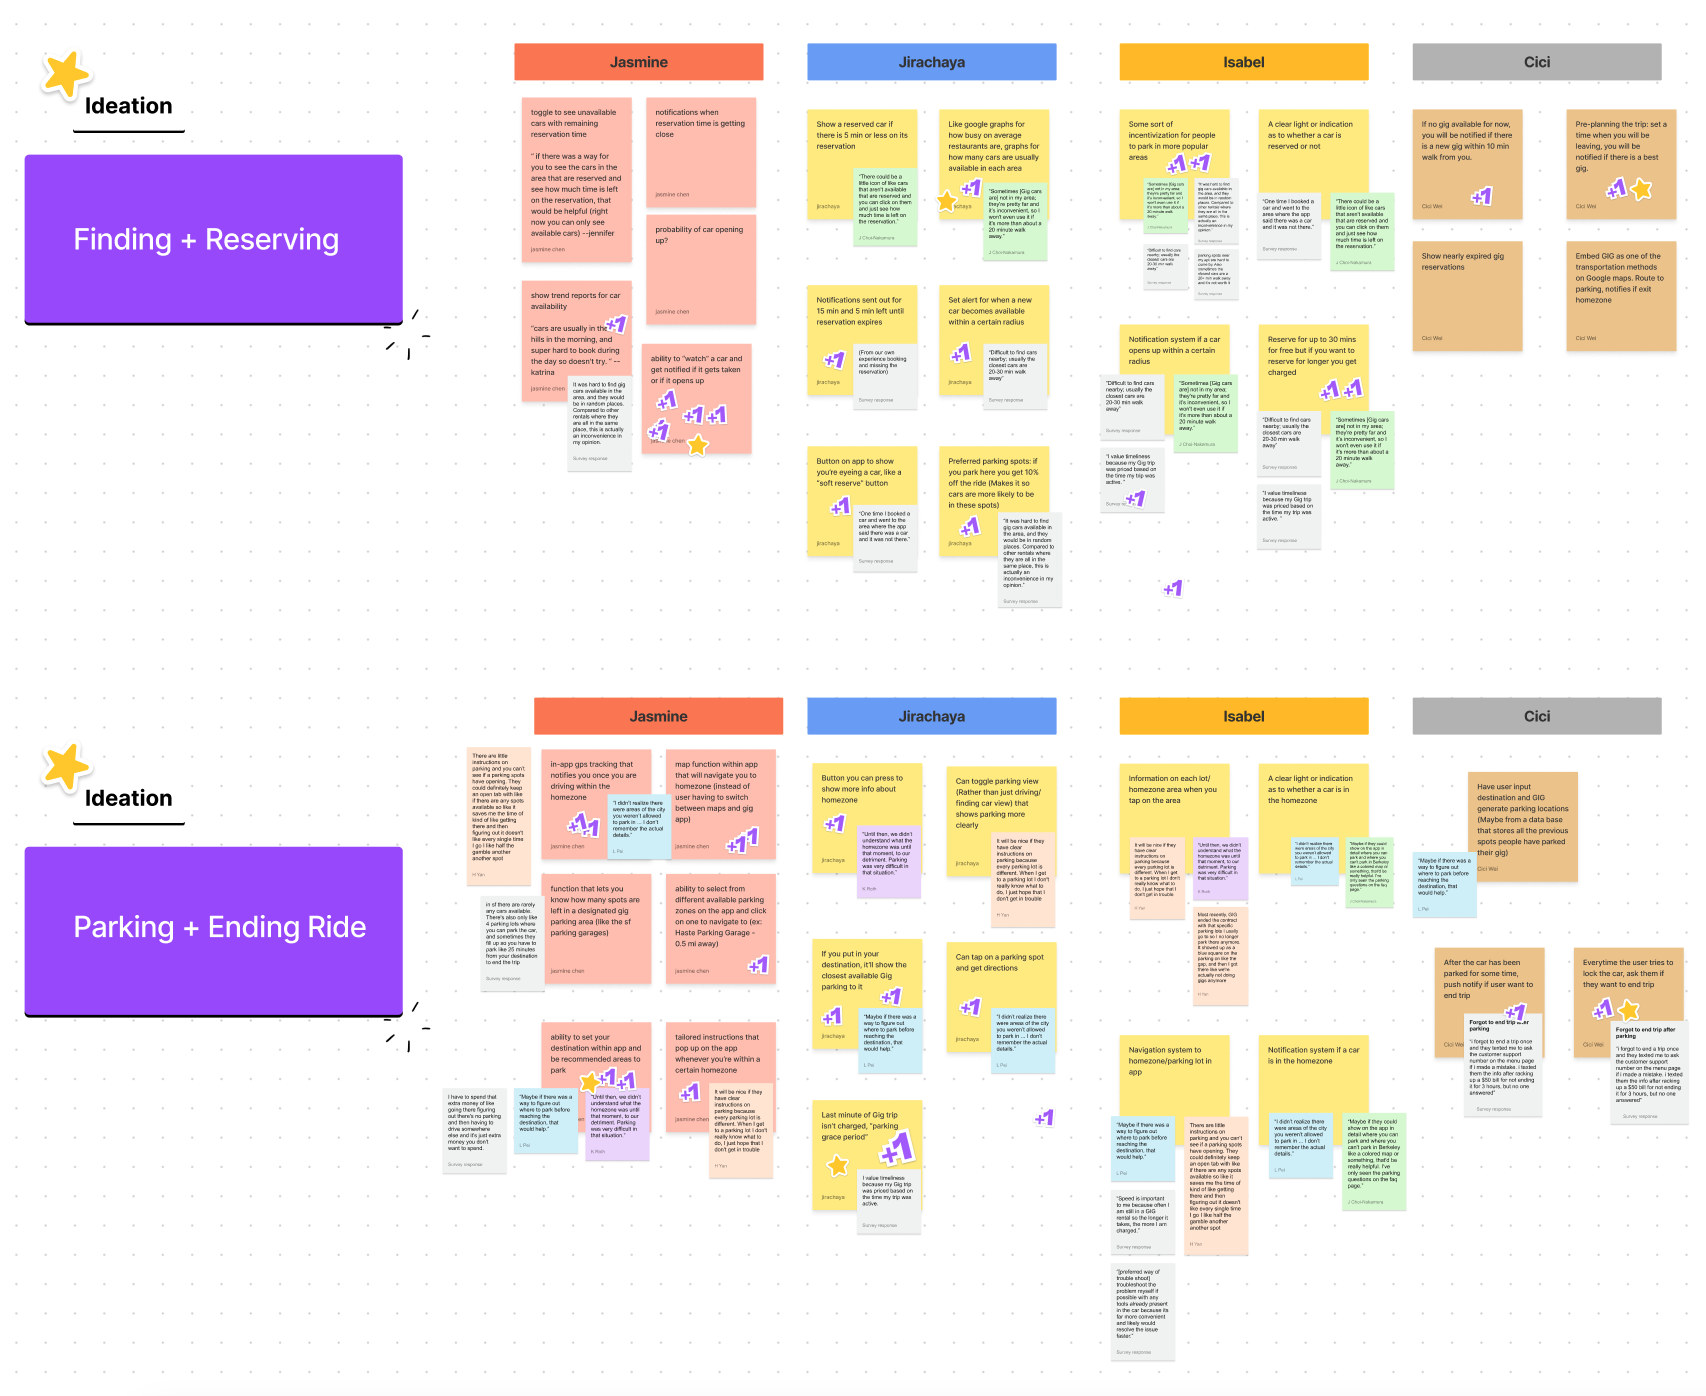 Ideation
Finding + Reserving
Jasmine
toggle to see unavailable
cars with remaining
reservation time
" if there was a way for
you to see the cars in the
area that are reserved and
see how much time is left
on the reservation, that
would be helpful (right
now you can only see
available cars) --jennifer
jasmine chen
notifications when
reservation time is getting
close
jasmine chen
probability of car opening
up?
jasmine chen
show trend reports for car
availability
"cars are usually in the
hills in the morning, and
super hard to book during
the day so doesn't try. " --
katrina
jasmine chen
+1
It was hard to find gig
cars available in the
area, and they would
be in random places.
Compared to other
rentals where they
are all in the same
place, this is actually
an inconvenience in
my opinion.
Survey response
ability to "watch" a car and
get notified if it gets taken
or if it opens up
+1
+1
+1
+1
chen
Jirachaya
Show a reserved car if
there is 5 min or less on its
reservation
jirachaya
"There could be a
little icon of like cars
that aren't available
that are reserved and
you can click on them
and just see how
much time is left on
the reservation."
J Choi-Nakamura
Like google graphs for
how busy on average
restaurants are, graphs for
how many cars are usually
available in each area
+1
"Sometimes [Gig cars
are] not in my area;
they're pretty far and
it's inconvenient, so I
won't even use it if
it's more than about a
20 minute walk
away."
J Choi-Nakamura
Notifications sent out for
15 min and 5 min left until
reservation expires
+1
jirachaya
(From our own
experience booking
and missing the
reservation)
Survey response
Set alert for when a new
car becomes available
within a certain radius
+1
jirachaya
"Difficult to find cars
nearby; usually the
closest cars are
20-30 min walk
away"
Survey response
Button on app to show
you're eyeing a car, like a
"soft reserve" button
+1
jirachaya
"One time I booked a
car and went to the
area where the app
said there was a car
and it was not there."
Survey response
Preferred parking spots: if
you park here you get 10%
off the ride (Makes it so
cars are more likely to be
in these spots)
+1
jirachaya
"It was hard to find
gig cars available in
the area, and they
would be in random
places. Compared to
other rentals where
they are all in the
same place, this is
actually an
inconvenience in my
opinion."
Survey response
Isabel
Some sort of
incentivization for people
to park in more popular
areas
+1
+1
"Sometimes [Gig cars
are] not in my area;
they're pretty far and
it's inconvenient, so I
won't even use it if
it's more than about a
20 minute walk
away."
J Choi-Nakamura
Survey response
"Difficult to find cars
nearby; usually the
closest cars are
20-30 min walk
away"
Survey response
Survey response
A clear light or indication
as to whether a car is
reserved or not
"One time I booked a
car and went to the
area where the app
said there was a car
and it was not there."
Survey response
"There could be a
little icon of like cars
that aren't available
that are reserved and
you can click on them
and just see how
much time is left on
the reservation."
J Choi-Nakamura
Notification system if a car
opens up within a certain
radius
"Difficult to find cars
nearby; usually the
closest cars are
20-30 min walk
away"
Survey response
"Sometimes [Gig cars
are] not in my area;
they're pretty far and
it's inconvenient, so I
won't even use it if
it's more than about a
20 minute walk
away."
J Choi-Nakamura
"I value timeliness
because my Gig trip
was priced based on
the time my trip was
active. "
+1
Reserve for up to 30 mins
for free but if you want to
reserve for longer you get
charged
+1
+1
"Difficult to find cars
nearby; usually the
closest cars are
20-30 min walk
away"
Survey response
"Sometimes [Gig cars
are] not in my area;
they're pretty far and
it's inconvenient, so I
won't even use it if
it's more than about a
20 minute walk
away."
J Choi-Nakamura
"I value timeliness
because my Gig trip
was priced based on
the time my trip was
active. "
Survey response
+1
Cici
If no gig available for now,
you will be notified if there
is a new gig within 10 min
walk from you.
+1
Cici Wei
Pre-planning the trip: set a
time when you will be
leaving, you will be
notified if there is a best
gig.
+1
Cici Wei
Show nearly expired gig
reservations
Cici Wei
Embed GIG as one of the
transportation methods
on Google maps. Route to
parking, notifies if exit
homezone
Cici Wei
Ideation
Parking + Ending Ride
Jasmine
There are little
instructions on
parking and you can't
see if a parking spots
have opening. They
could definitely keep
an open tab with like
if there are any spots
available so like it
saves me the time of
kind of like getting
there and then
figuring out it doesn't
like every single time
I go I like half the
gamble another
another spot
H Yan
in-app gps tracking that
notifies you once you are
driving within the
homezone
+1
+1
jasmine chen
"I didn't realize there
were areas of the city
you weren't allowed
to park in ... I don't
remember the actual
details."
L Pei
map function within app
that will navigate you to
homezone (instead of
user having to switch
between maps and gig
app)
+1
+1
jasmine chen
in sf there are rarely
any cars available.
There's also only like
4 parking lots where
you can park the car,
and sometimes they
fill up so you have to
park like 25 minutes
from your destination
to end the trip
Survey response
function that lets you
know how many spots are
left in a designated gig
parking area (like the sf
parking garages)
jasmine chen
ability to select from
different available parking
zones on the app and click
on one to navigate to (ex:
Haste Parking Garage -
0.5 mi away)
+1
jasmine chen
ability to set your
destination within app and
be recommended areas to
park
+1
+1
I have to spend that
extra money of like
going there figuring
out there's no parking
and then having to
drive somewhere
else and it's just extra
money you don't
want to spend.
Survey response
"Maybe if there was a
way to figure out
where to park before
reaching the
destination, that
would help."
L Pei
"Until then, we didn't
understand what the
homezone was until
that moment, to our
detriment. Parking
was very difficult in
that situation."
K Roth
tailored instructions that
pop up on the app
whenever you're within a
certain homezone
+1
jasmine chen
It will be nice if they
have clear
instructions on
parking because
every parking lot is
different. When I get
to a parking lot I don't
really know what to
do, I just hope that I
don't get in trouble
H Yan
Jirachaya
Button you can press to
show more info about
homezone
+1
jirachaya
"Until then, we didn't
understand what the
homezone was until
that moment, to our
detriment. Parking
was very difficult in
that situation."
K Roth
Can toggle parking view
(Rather than just driving/
finding car view) that
shows parking more
clearly
jirachaya
It will be nice if they
have clear
instructions on
parking because
every parking lot is
different. When I get
to a parking lot I don't
really know what to
do, I just hope that I
don't get in trouble
H Yan
If you put in your
destination, it'll show the
closest available Gig
parking to it
+1
+1
jirachaya
"Maybe if there was a
way to figure out
where to park before
reaching the
destination, that
would help."
L Pei
Can tap on a parking spot
and get directions
+1
jirachaya
"I didn't realize there
were areas of the city
you weren't allowed
to park in ... I don't
remember the actual
details."
L Pei
Last minute of Gig trip
isn't charged, "parking
grace period"
+1
jirachaya
I value timeliness
because my Gig trip
was priced based on
the time my trip was
active.
Survey response
+1
Isabel
Information on each lot/
homezone area when you
tap on the area
It will be nice if they
have clear
instructions on
parking because
every parking lot is
different. When I get
to a parking lot I don't
really know what to
do, I just hope that I
don't get in trouble
H Yan
"Until then, we didn't
understand what the
homezone was until
that moment, to our
detriment. Parking
was very difficult in
that situation."
K Roth
Most recently, GIG
ended the contract
with that specific
parking lots I usually
go to so I no longer
park there anymore.
It showed up as a
blue square on the
parking on like the
gap, and then I got
there like we're
actually not doing
gigs anymore
H Yan
A clear light or indication
as to whether a car is in
the homezone
"I didn't realize there
were areas of the city
you weren't allowed
to park in ... I don't
remember the actual
details."
L Pei
"Maybe if they could
show on the app in
detail where you can
park and where you
can't park in Berkeley
like a colored map or
something, that'd be
really helpful. I've
only seen the parking
questions on the faq
page."
Navigation system to
homezone/parking lot in
app
"Maybe if there was a
way to figure out
where to park before
reaching the
destination, that
would help."
L Pei
There are little
instructions on
parking and you can't
see if a parking spots
have opening. They
could definitely keep
an open tab with like
if there are any spots
available so like it
saves me the time of
kind of like getting
there and then
figuring out it doesn't
like every single time
I go I like half the
gamble another
another spot
H Yan
"Speed is important
to me because often I
am still in a GIG
rental so the longer it
takes, the more I am
charged."
Survey response
"[preferred way of
trouble shoot]
troubleshoot the
problem myself if
possible with any
tools already present
in the car because its
far more convenient
and likely would
resolve the issue
faster."
Survey response
Notification system if a car
is in the homezone
"I didn't realize there
were areas of the city
you weren't allowed
to park in ... I don't
remember the actual
details."
L Pei
"Maybe if they could
show on the app in
detail where you can
park and where you
can't park in Berkeley
like a colored map or
something, that'd be
really helpful. I've
only seen the parking
questions on the faq
page."
J Choi-Nakamura
Cici
Have user input
destination and GIG
generate parking locations
(Maybe from a data base
that stores all the previous
spots people have parked
their gig)
Cici Wei
"Maybe if there was a
way to figure out
where to park before
reaching the
destination, that
would help."
L Pei
After the car has been
parked for some time,
push notify if user want to
end trip
+1
Cici Wei
Forgot to end trip after
parking
"I forgot to end a trip
once and they texted
me to ask the
customer support
number on the menu
page if i made a
mistake. i texted
them the info after
racking up a $50 bill
for not ending it for 3
hours, but no one
answered"
Survey response
Everytime the user tries to
lock the car, ask them if
they want to end trip
+1
Cici Wei
Forgot to end trip after
parking
Survey response